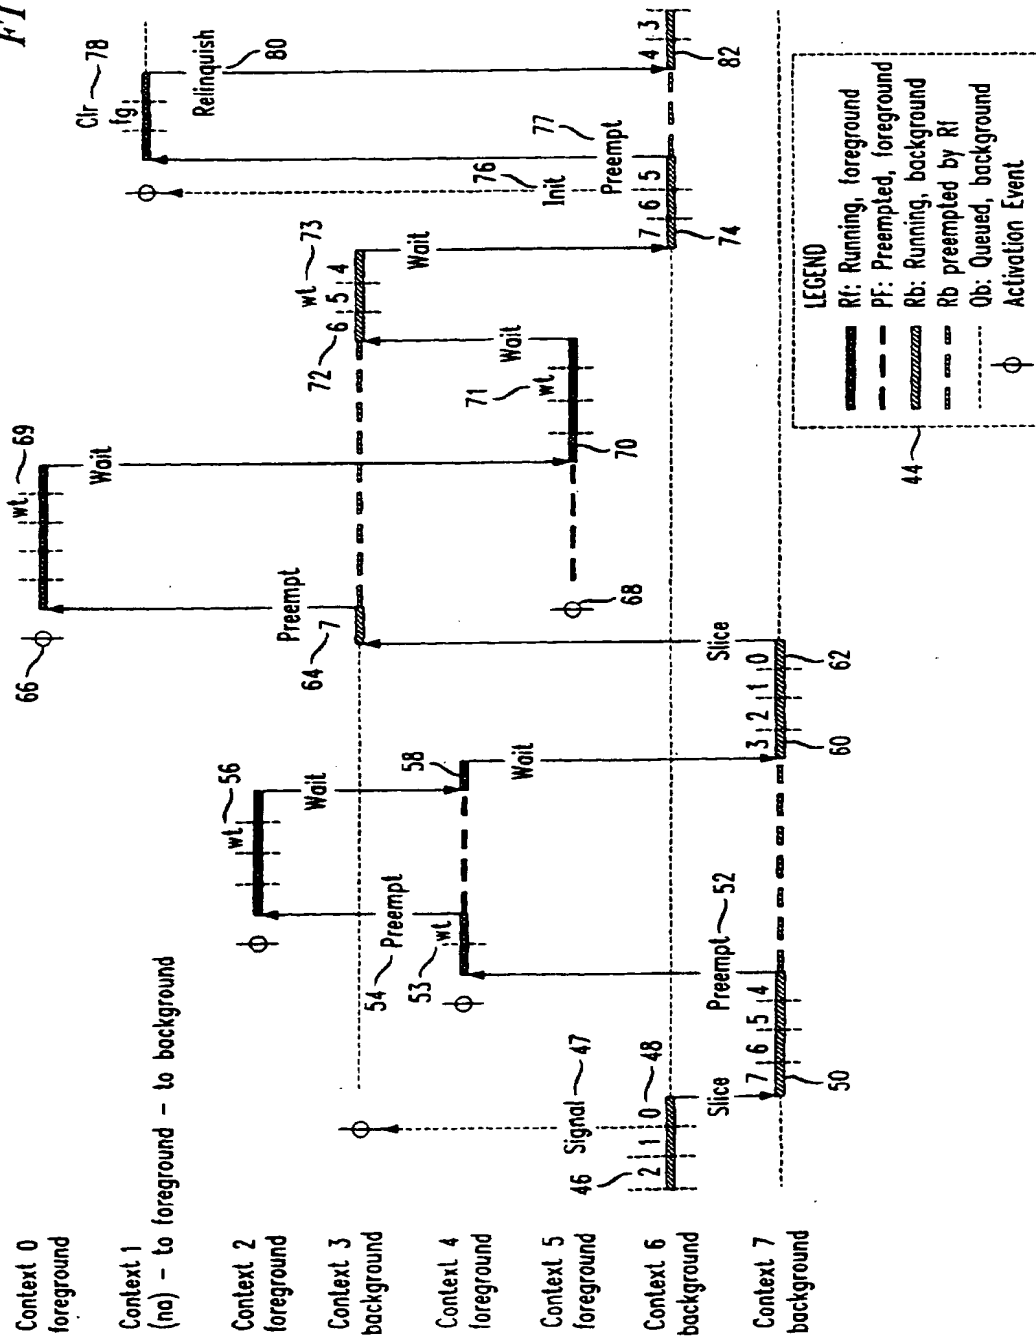 FI
Context 0
foreground
66
wt
69
Wait
Context 1
(na) – to foreground – to background
Clr
78
fg
Relinquish
80
Context 2
foreground
wt
56
Wait
Context 3
background
54
Preempt
64
7
Preempt
72
6
5
4
wt
73
Wait
Context 4
foreground
53
wt
58
Wait
Context 5
foreground
68
70
71
wt
Wait
Context 6
background
46
2
1
0
48
Signal
47
Slice
7
6
5
74
Init
76
Preempt
77
4
3
82
Context 7
background
7
6
5
4
50
Preempt
52
3
2
1
0
60
62
Slice
44
LEGEND
Rf: Running, foreground
PF: Preempted, foreground
Rb: Running, background
Rb preempted by Rf
Qb: Queued, background
Activation Event